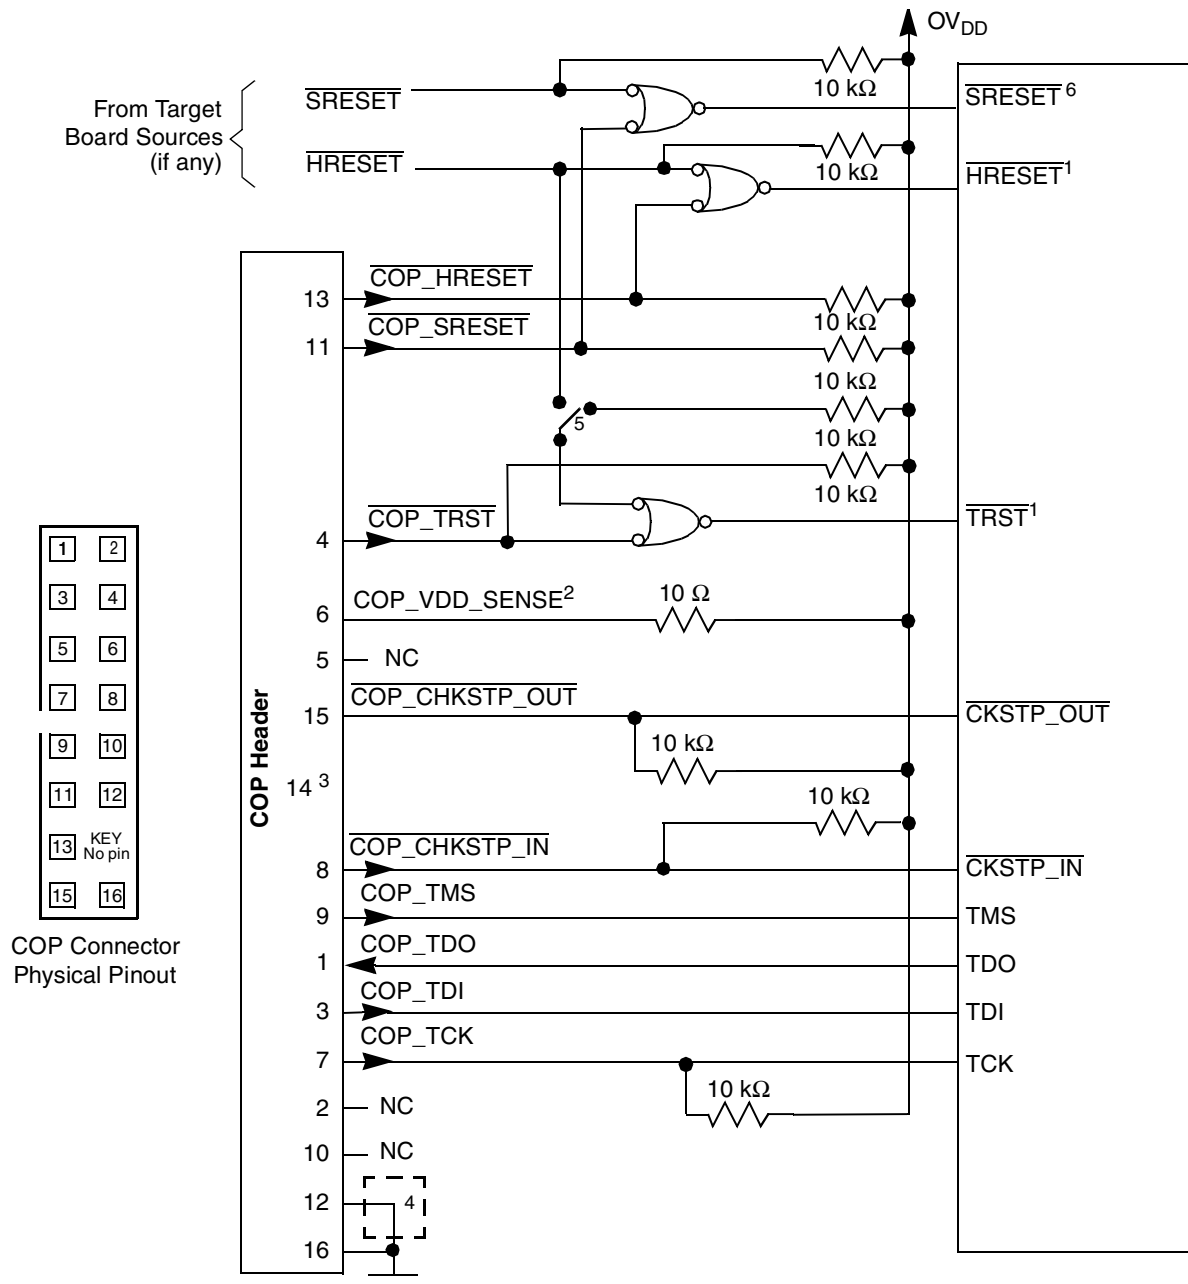 OVDD
10 kΩ
From Target
Board Sources
(if any)
SRESET
SRESET 6
10 kΩ
HRESET
HRESET1
13
COP_HRESET
10 kΩ
11
COP_SRESET
10 kΩ
5
10 kΩ
10 kΩ
4
COP_TRST
TRST1
6
COP_VDD_SENSE2
10 Ω
5
NC
15
COP_CHKSTP_OUT
CKSTP_OUT
10 kΩ
COP Header
14 3
10 kΩ
8
COP_CHKSTP_IN
CKSTP_IN
9
COP_TMS
TMS
1
COP_TDO
TDO
3
COP_TDI
TDI
7
COP_TCK
TCK
10 kΩ
2
NC
10
NC
12
4
16
1 2
3 4
5 6
7 8
9 10
11 12
13 KEY
No pin
15 16
COP Connector
Physical Pinout